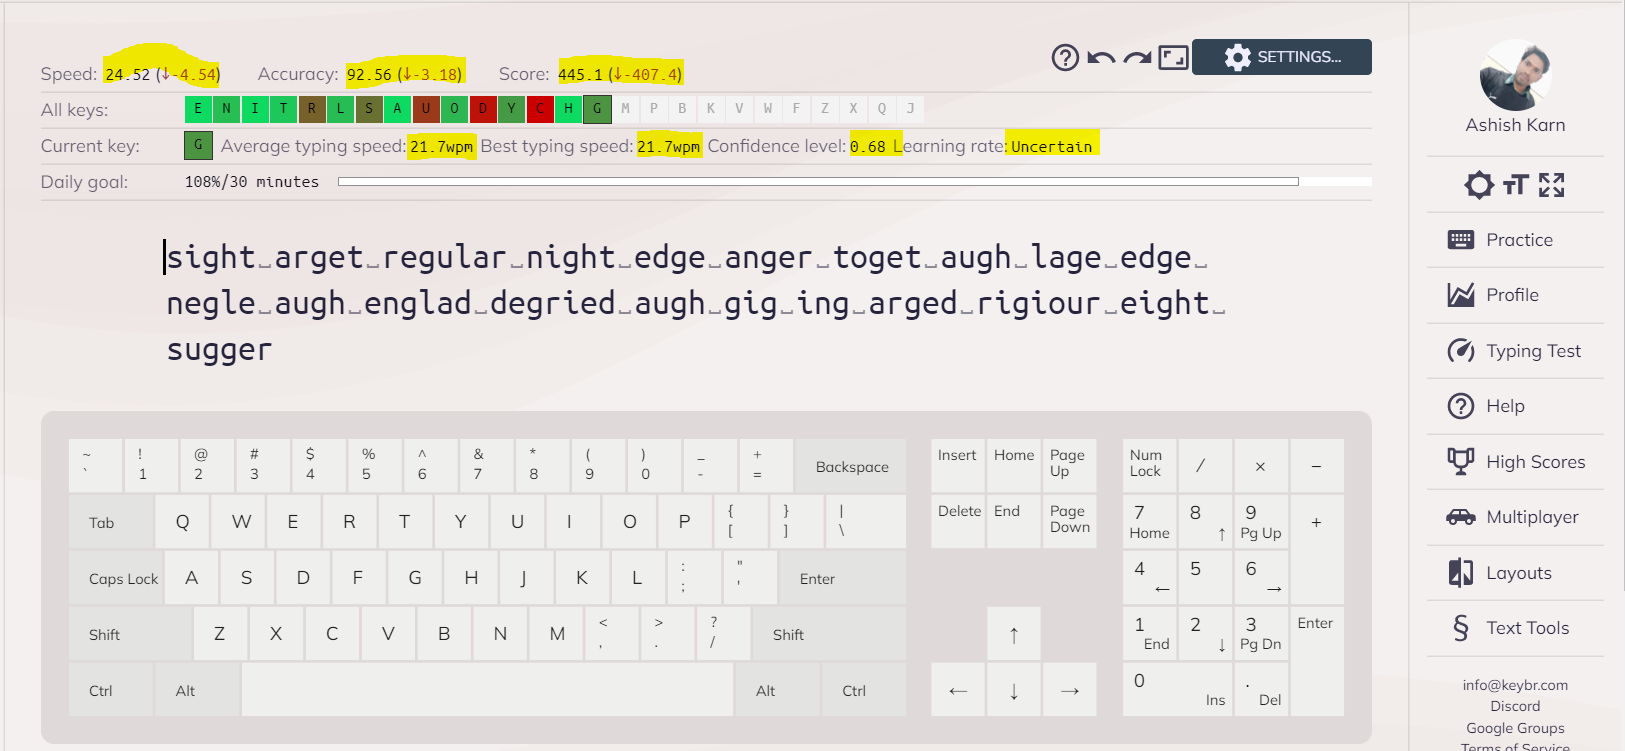 Speed: 24.52 (↓-4.54) Accuracy: 92.56 (↓-3.18) Score: 445.1 (↓-407.4)
SETTINGS...
All keys: E N I T R L S A U O D Y C H G M P B K V W F Z X Q J
Current key: G Average typing speed: 21.7wpm Best typing speed: 21.7wpm Confidence level: 0.68 Learning rate: Uncertain
Daily goal: 108%/30 minutes
sight␣arget␣regular␣night␣edge␣anger␣toget␣augh␣lage␣edge␣
negle␣augh␣englad␣degried␣augh␣gig␣ing␣arged␣rigiour␣eight␣
sugger
~ ! @ # $ % ^ & * ( ) _ +
` 1 2 3 4 5 6 7 8 9 0 - = Backspace
Tab Q W E R T Y U I O P { [ } ] | \
Caps Lock A S D F G H J K L : ; " ' Enter
Shift Z X C V B N M < , > . ? / Shift
Ctrl Alt Alt Ctrl
Insert Home Page Up
Delete End Page Down
↑
← ↓ →
Num Lock / × −
7 Home 8 ↑ 9 Pg Up +
4 ← 5 6 →
1 End 2 ↓ 3 Pg Dn Enter
0 Ins . Del
Ashish Karn
TT
Practice
Profile
Typing Test
Help
High Scores
Multiplayer
Layouts
§ Text Tools
info@keybr.com
Discord
Google Groups
Terms of Service